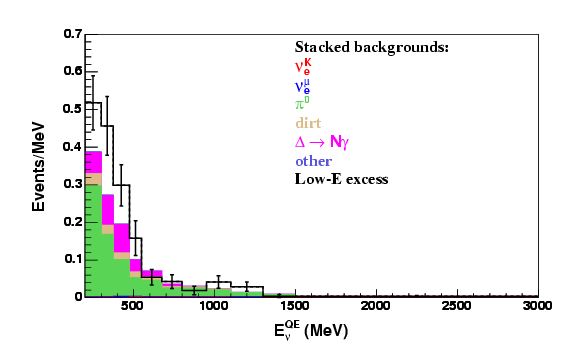 0.7
0.6
0.5
0.4
0.3
0.2
0.1
0
Events/MeV
Stacked backgrounds:
ν_e^K
ν_e^μ
π^0
dirt
Δ → Nγ
other
Low-E excess
500 1000 1500 2000 2500 3000
E_ν^QE (MeV)